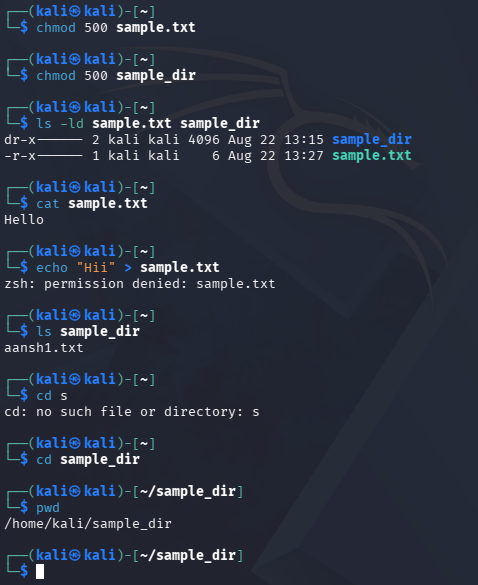 ┌──(kali㉿kali)-[~]
└─$ chmod 500 sample.txt
┌──(kali㉿kali)-[~]
└─$ chmod 500 sample_dir
┌──(kali㉿kali)-[~]
└─$ ls -ld sample.txt sample_dir
dr-x------ 2 kali kali 4096 Aug 22 13:15 sample_dir
-r-x------ 1 kali kali    6 Aug 22 13:27 sample.txt
┌──(kali㉿kali)-[~]
└─$ cat sample.txt
Hello
┌──(kali㉿kali)-[~]
└─$ echo "Hii" > sample.txt
zsh: permission denied: sample.txt
┌──(kali㉿kali)-[~]
└─$ ls sample_dir
aansh1.txt
┌──(kali㉿kali)-[~]
└─$ cd s
cd: no such file or directory: s
┌──(kali㉿kali)-[~]
└─$ cd sample_dir
┌──(kali㉿kali)-[~/sample_dir]
└─$ pwd
/home/kali/sample_dir
┌──(kali㉿kali)-[~/sample_dir]
└─$